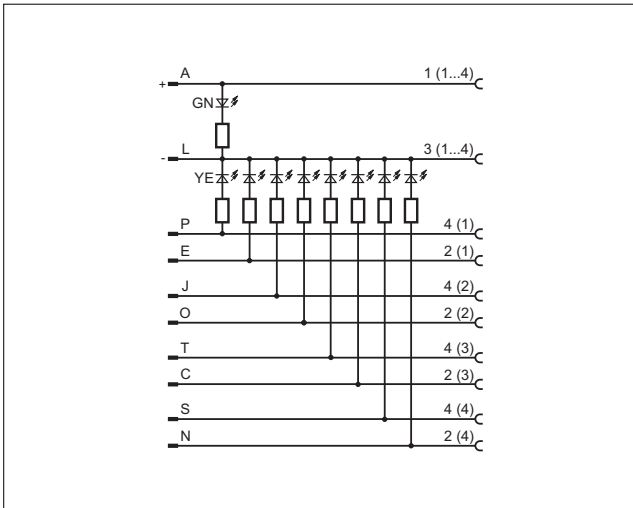 + A 1 (1...4)
GN
- L 3 (1...4)
YE
P 4 (1)
E 2 (1)
J 4 (2)
O 2 (2)
T 4 (3)
C 2 (3)
S 4 (4)
N 2 (4)